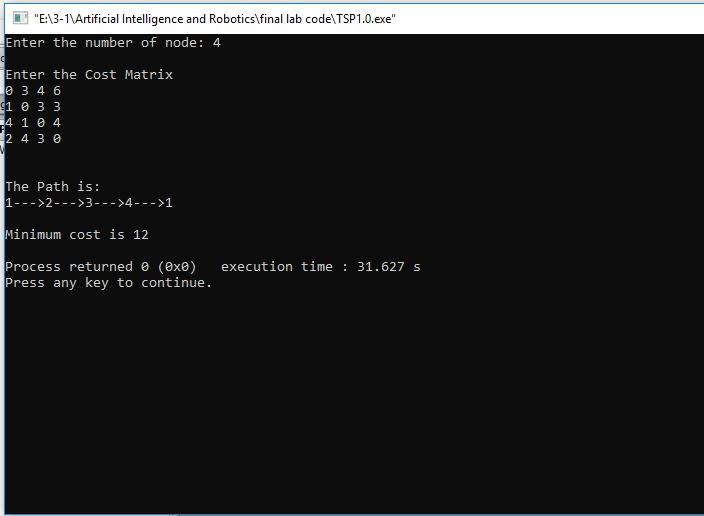 "E:\3-1\Artificial Intelligence and Robotics\final lab code\TSP1.0.exe"
Enter the number of node: 4
Enter the Cost Matrix
0 3 4 6
1 0 3 3
4 1 0 4
2 4 3 0
The Path is:
1--->2--->3--->4--->1
Minimum cost is 12
Process returned 0 (0x0)   execution time : 31.627 s
Press any key to continue.